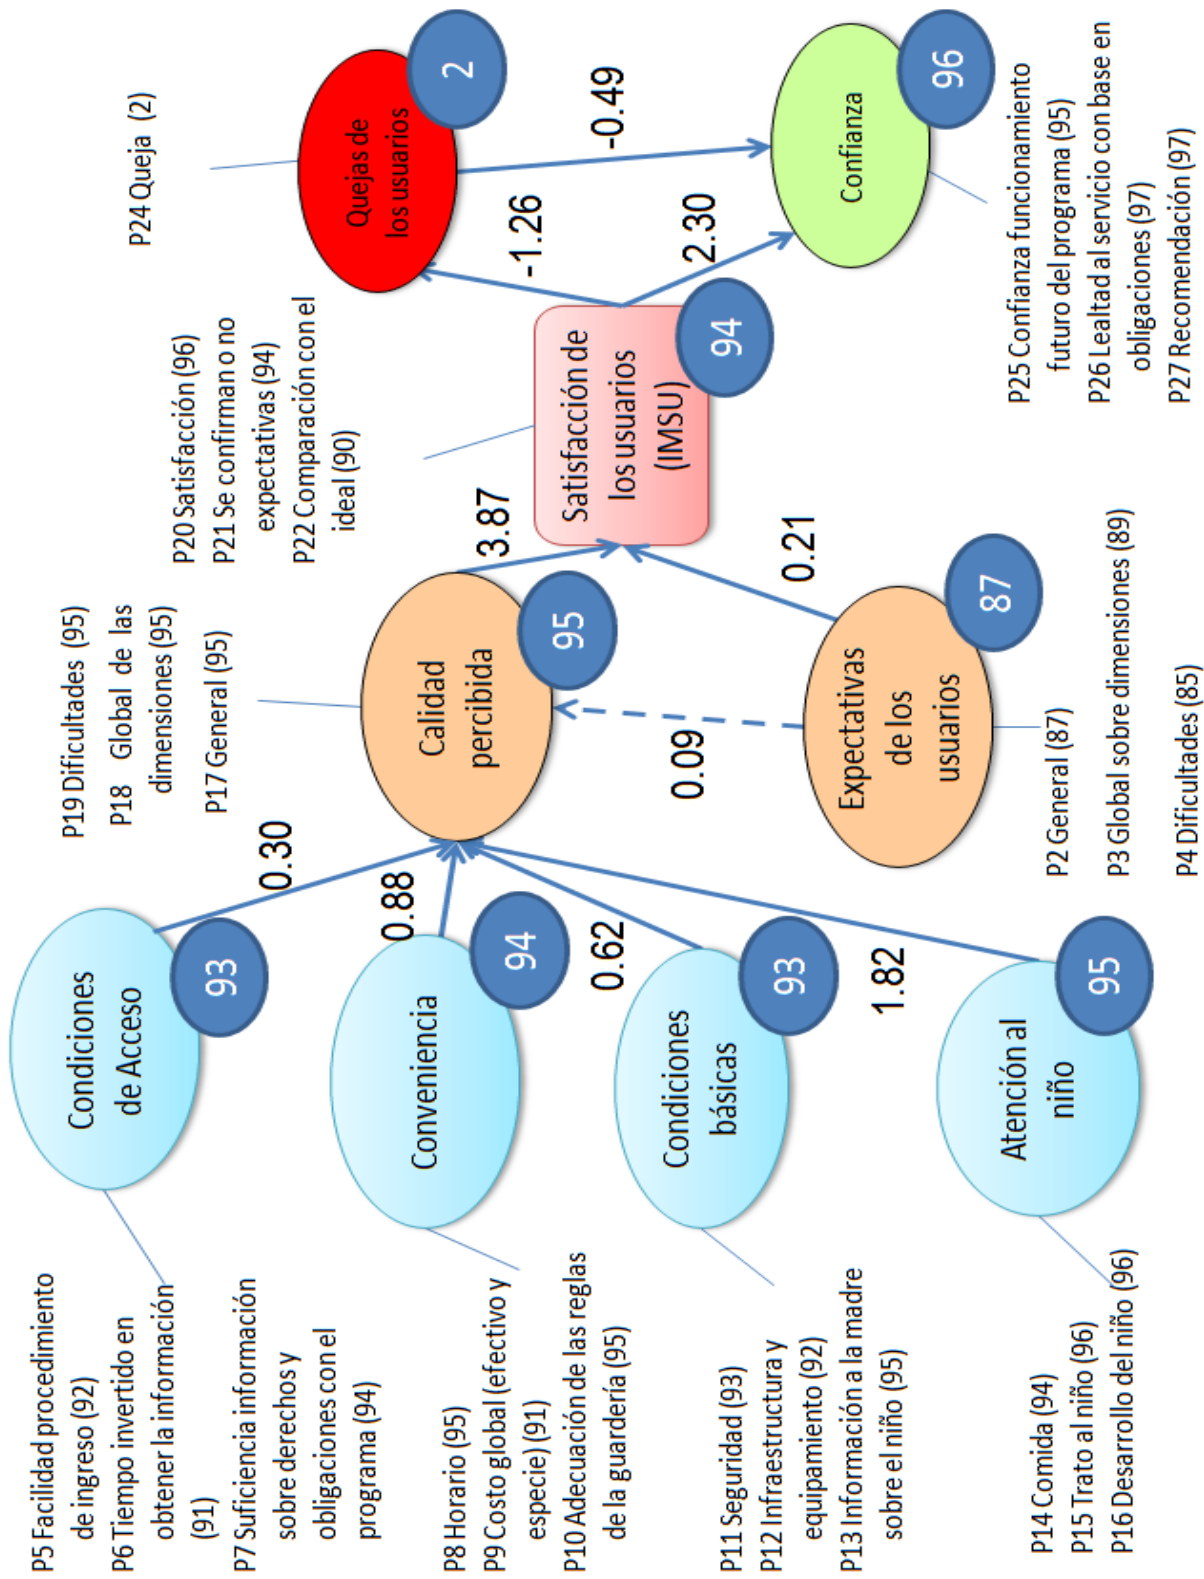 P5 Facilidad procedimiento
de ingreso (92)
P6 Tiempo invertido en
obtener la información
(91)
P7 Suficiencia información
sobre derechos y
obligaciones con el
programa (94)
P8 Horario (95)
P9 Costo global (efectivo y
especie) (91)
P10 Adecuación de las reglas
de la guardería (95)
P11 Seguridad (93)
P12 Infraestructura y
equipamiento (92)
P13 Información a la madre
sobre el niño (95)
P14 Comida (94)
P15 Trato al niño (96)
P16 Desarrollo del niño (96)
Condiciones
de Acceso
93
Conveniencia
94
Condiciones
básicas
93
Atención al
niño
95
0.30
0.88
0.62
1.82
P19 Dificultades (95)
P18 Global de las
dimensiones (95)
P17 General (95)
Calidad
percibida
95
0.09
Expectativas
de los
usuarios
87
P2 General (87)
P3 Global sobre dimensiones (89)
P4 Dificultades (85)
3.87
0.21
P20 Satisfacción (96)
P21 Se confirman o no
expectativas (94)
P22 Comparación con el
ideal (90)
Satisfacción de
los usuarios
(IMSU)
94
-1.26
2.30
P24 Queja (2)
Quejas de
los usuarios
2
-0.49
Confianza
96
P25 Confianza funcionamiento
futuro del programa (95)
P26 Lealtad al servicio con base en
obligaciones (97)
P27 Recomendación (97)